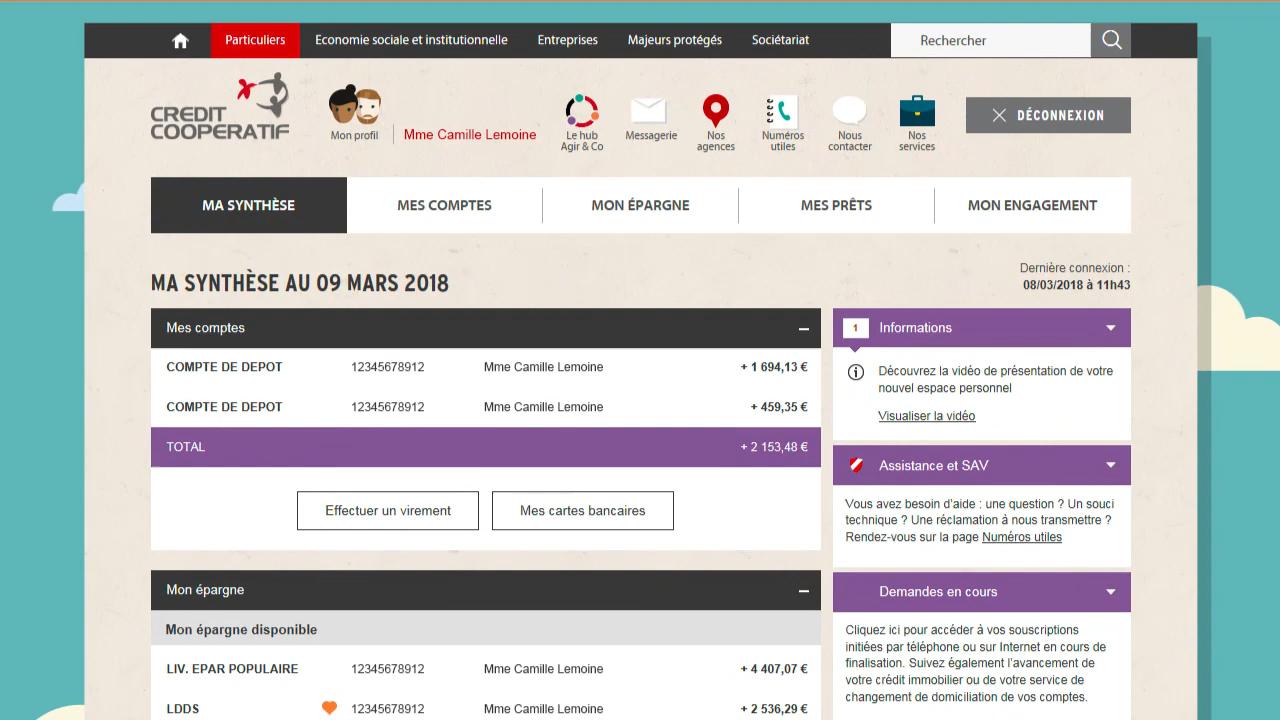 Particuliers Economie sociale et institutionnelle Entreprises Majeurs protégés Sociétariat Rechercher
CREDIT
COOPERATIF
Mon profil
Mme Camille Lemoine
Le hub
Agir & Co
Messagerie
Nos
agences
Numéros
utiles
Nous
contacter
Nos
services
DÉCONNEXION
MA SYNTHÈSE MES COMPTES MON ÉPARGNE MES PRÊTS MON ENGAGEMENT
MA SYNTHÈSE AU 09 MARS 2018
Dernière connexion :
08/03/2018 à 11h43
Mes comptes
COMPTE DE DEPOT 12345678912 Mme Camille Lemoine + 1 694,13 €
COMPTE DE DEPOT 12345678912 Mme Camille Lemoine + 459,35 €
TOTAL + 2 153,48 €
Effectuer un virement Mes cartes bancaires
Mon épargne
Mon épargne disponible
LIV. EPAR POPULAIRE 12345678912 Mme Camille Lemoine + 4 407,07 €
LDDS 12345678912 Mme Camille Lemoine + 2 536,29 €
1 Informations
Découvrez la vidéo de présentation de votre
nouvel espace personnel
Visualiser la vidéo
Assistance et SAV
Vous avez besoin d'aide : une question ? Un souci
technique ? Une réclamation à nous transmettre ?
Rendez-vous sur la page Numéros utiles
Demandes en cours
Cliquez ici pour accéder à vos souscriptions
initiées par téléphone ou sur Internet en cours de
finalisation. Suivez également l'avancement de
votre crédit immobilier ou de votre service de
changement de domiciliation de vos comptes.